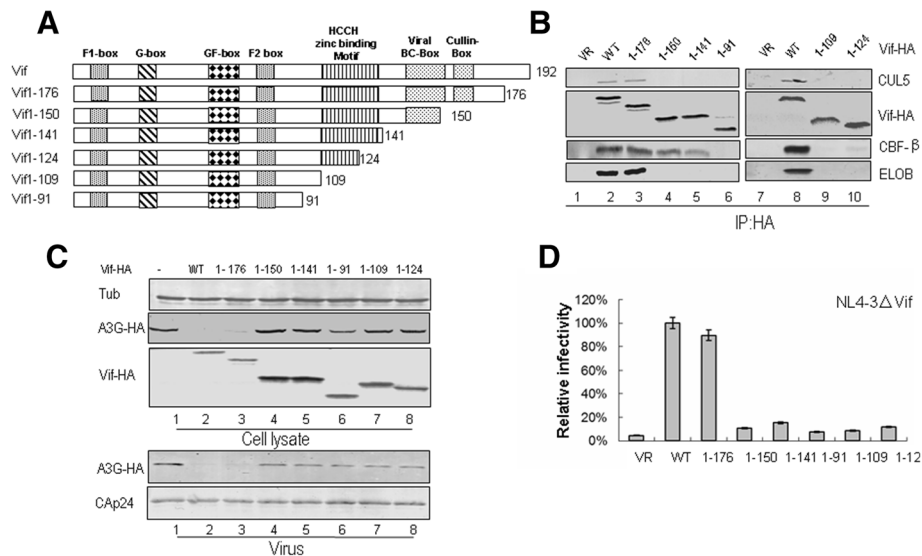 A
F1-box G-box GF-box F2 box HCCH zinc binding Motif Viral BC-Box Cullin-Box
Vif 192
Vif1-176 176
Vif1-150 150
Vif1-141 141
Vif1-124 124
Vif1-109 109
Vif1-91 91
B
VR WT 1-178 1-160 1-141 1-91 VR WT 1-109 1-124 Vif-HA
CUL5
Vif-HA
CBF-β
ELOB
1 2 3 4 5 6 7 8 9 10
IP:HA
C
Vif-HA - WT 1-176 1-150 1-141 1-91 1-109 1-124
Tub
A3G-HA
Vif-HA
1 2 3 4 5 6 7 8
Cell lysate
A3G-HA
CAp24
1 2 3 4 5 6 7 8
Virus
D
NL4-3△Vif
Relative infectivity
120%
100%
80%
60%
40%
20%
0%
VR WT 1-176 1-150 1-141 1-91 1-109 1-12